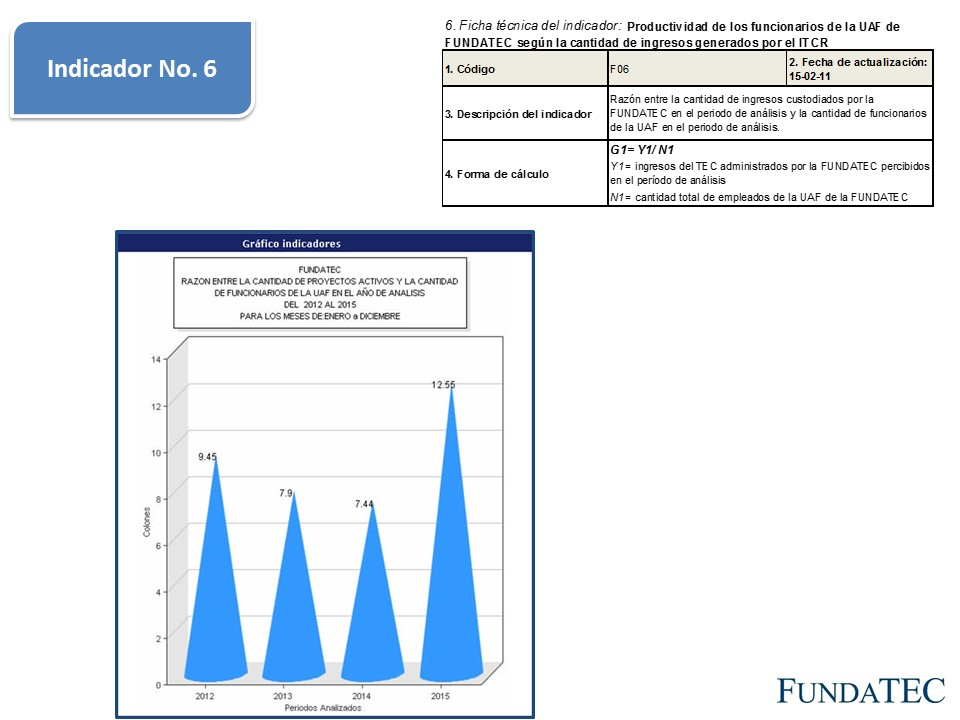 Indicador No. 6
6. Ficha técnica del indicador: Productividad de los funcionarios de la UAF de
FUNDATEC según la cantidad de ingresos generados por el ITCR
1. Código
F06
2. Fecha de actualización:
15-02-11
3. Descripción del indicador
Razón entre la cantidad de ingresos custodiados por la
FUNDATEC en el periodo de análisis y la cantidad de funcionarios
de la UAF en el periodo de análisis.
4. Forma de cálculo
G1= Y1/ N1
Y1= ingresos del TEC administrados por la FUNDATEC percibidos
en el período de análisis
N1= cantidad total de empleados de la UAF de la FUNDATEC
Gráfico indicadores
FUNDATEC
RAZON ENTRE LA CANTIDAD DE PROYECTOS ACTIVOS Y LA CANTIDAD
DE FUNCIONARIOS DE LA UAF EN EL AÑO DE ANALISIS
DEL 2012 AL 2015
PARA LOS MESES DE:ENERO a DICIEMBRE
14
12
10
8
6
4
2
0
Colones
9.45
7.9
7.44
12.55
2012
2013
2014
2015
Periodos Analizados
FUNDATEC